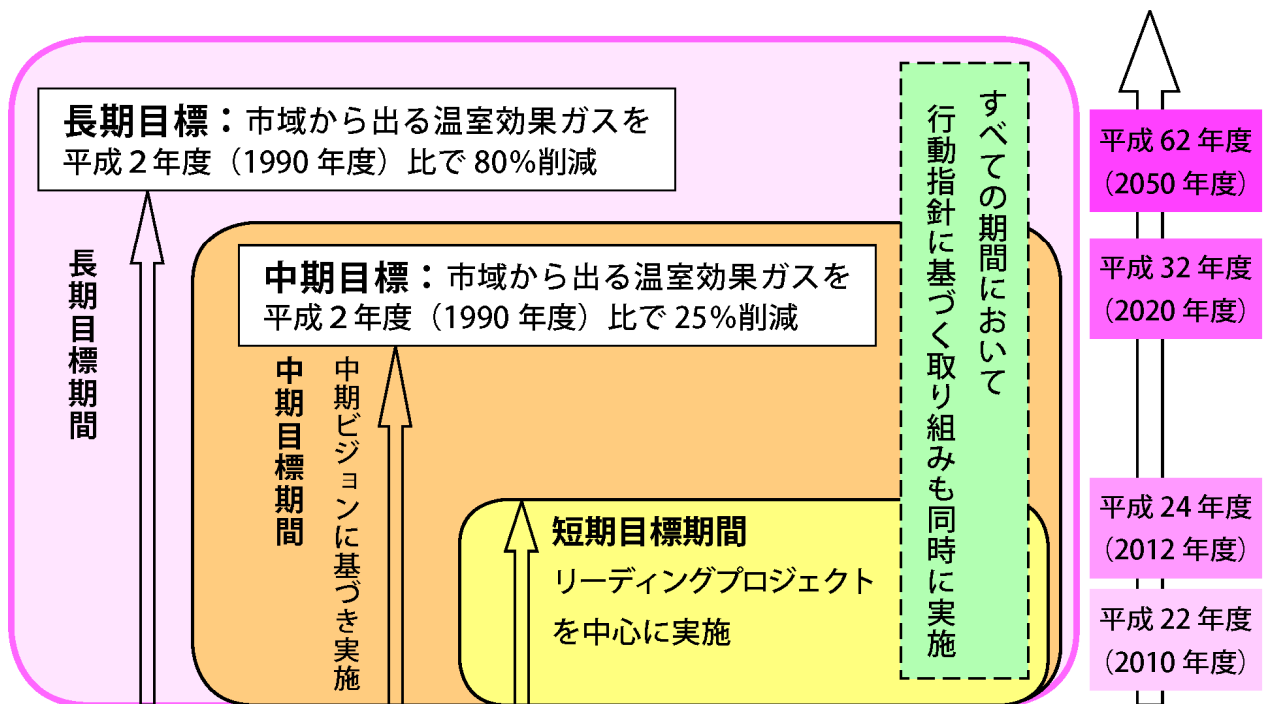 長期目標：市域から出る温室効果ガスを
平成２年度（1990 年度）比で 80%削減
長期目標期間
中期目標：市域から出る温室効果ガスを
平成２年度（1990 年度）比で 25%削減
中期目標期間
中期ビジョンに基づき実施
短期目標期間
リーディングプロジェクト
を中心に実施
すべての期間において
行動指針に基づく取り組みも同時に実施
平成 62 年度
（2050 年度）
平成 32 年度
（2020 年度）
平成 24 年度
（2012 年度）
平成 22 年度
（2010 年度）